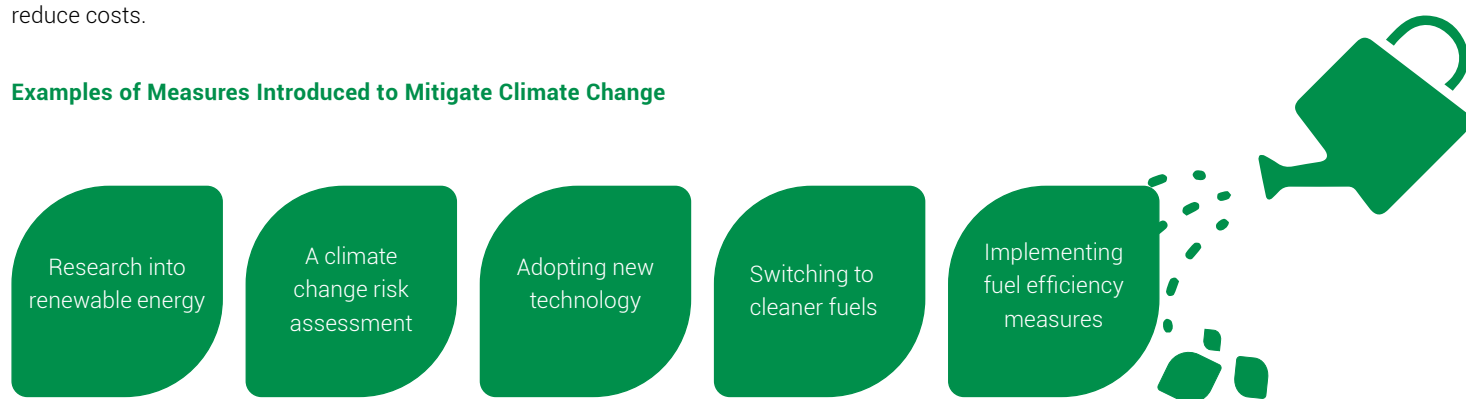 reduce costs.
Examples of Measures Introduced to Mitigate Climate Change
Research into
renewable energy
A climate
change risk
assessment
Adopting new
technology
Switching to
cleaner fuels
Implementing
fuel efficiency
measures